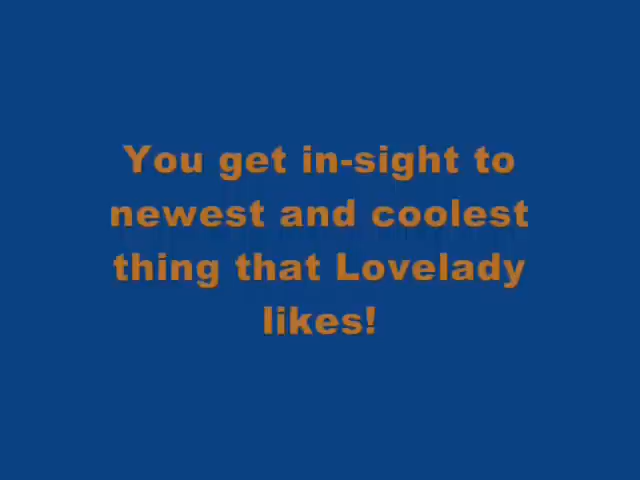 You get in-sight to
newest and coolest
thing that Lovelady
likes!